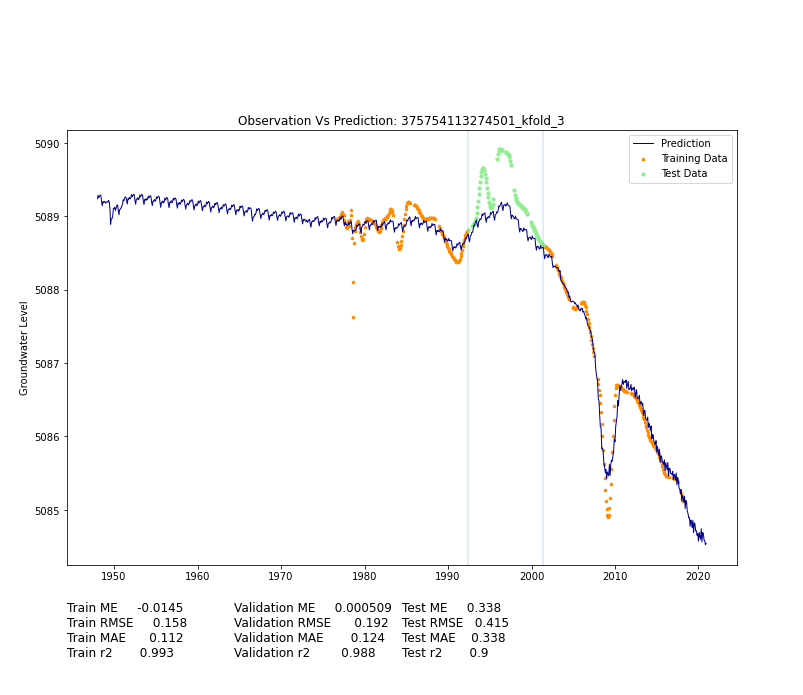 Observation Vs Prediction: 375754113274501_kfold_3
Prediction
Training Data
Test Data
5090
5089
5088
5087
5086
5085
Groundwater Level
1950 1960 1970 1980 1990 2000 2010 2020
Train ME -0.0145 Validation ME 0.000509 Test ME 0.338
Train RMSE 0.158 Validation RMSE 0.192 Test RMSE 0.415
Train MAE 0.112 Validation MAE 0.124 Test MAE 0.338
Train r2 0.993 Validation r2 0.988 Test r2 0.9